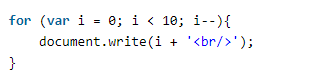 for (var i = 0; i < 10; i--){
    document.write(i + '<br/>');
}